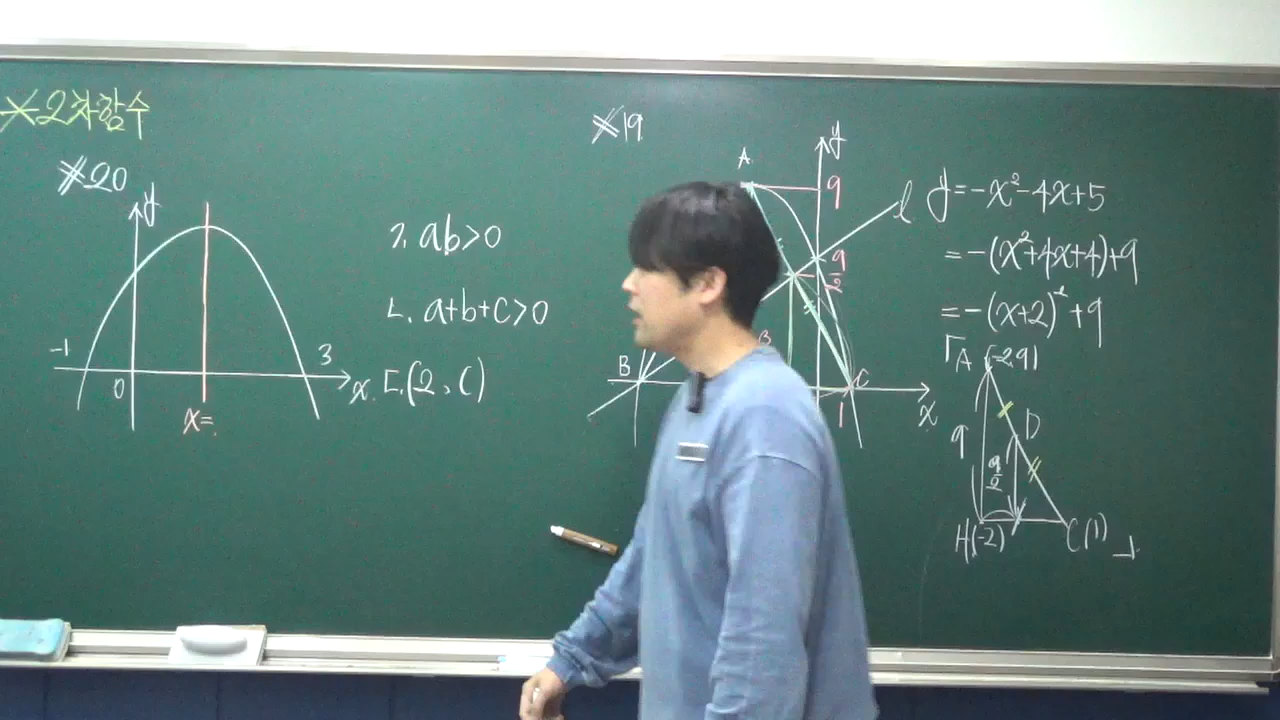 ※2차함수
※20
y
-1
0
3
x
x=
ㄱ. ab>0
ㄴ. a+b+c>0
ㄷ. (2, c)
※19
A
y
9
l
9/2
B
B
C
1
x
y=-x²-4x+5
=-(x²+4x+4)+9
=-(x+2)²+9
A(-2,9)
D
9
9/2
H(-2)
C(1)